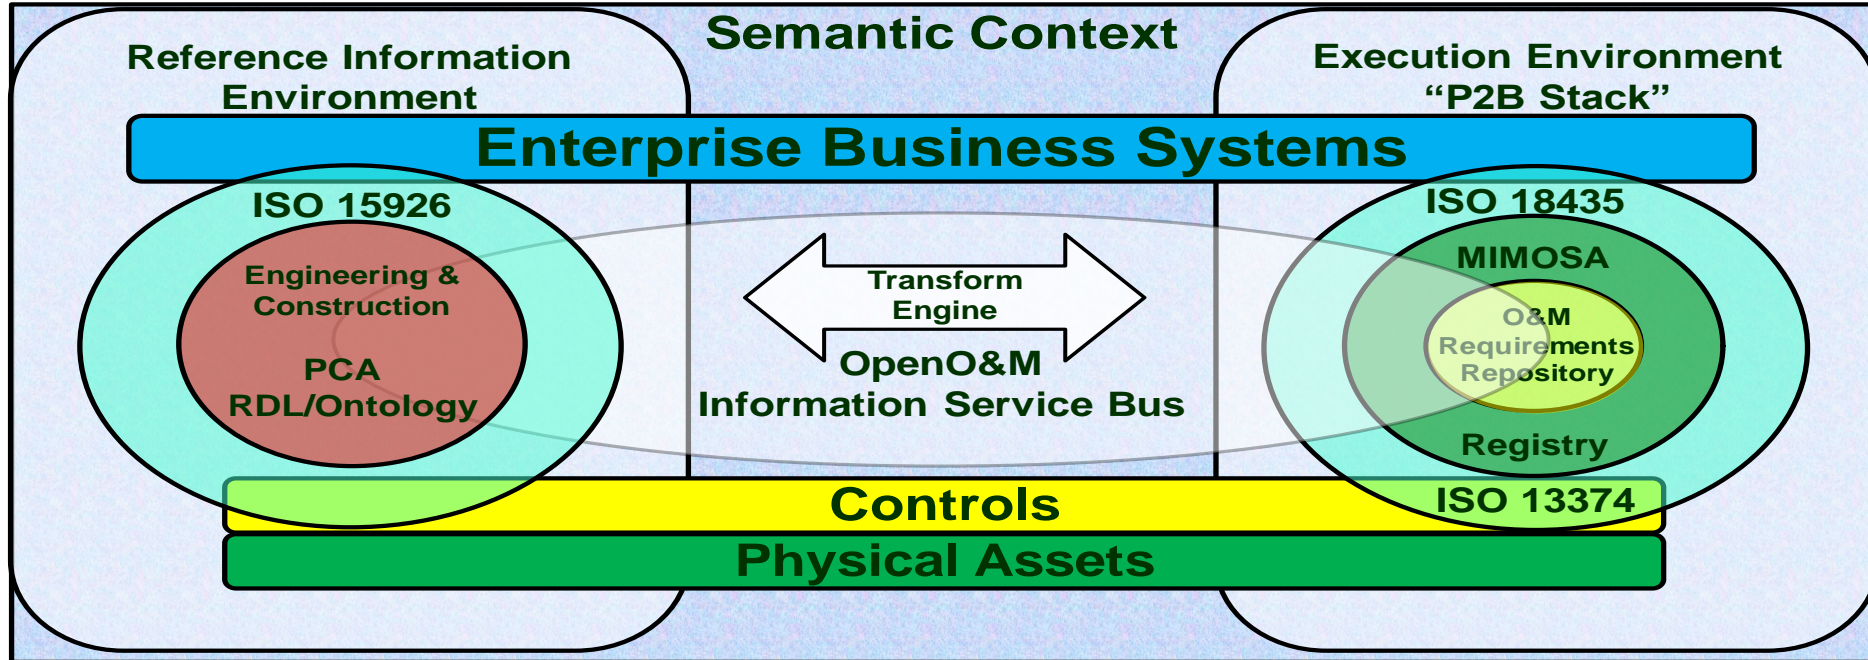 Semantic Context
Reference Information
Environment
Execution Environment
“P2B Stack”
Enterprise Business Systems
ISO 15926
Engineering &
Construction
PCA
RDL/Ontology
Transform
Engine
OpenO&M
Information Service Bus
ISO 18435
MIMOSA
O&M
Requirements
Repository
Registry
Controls
ISO 13374
Physical Assets